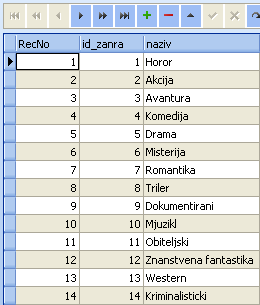 RecNo id_zanra naziv
1 1 Horor
2 2 Akcija
3 3 Avantura
4 4 Komedija
5 5 Drama
6 6 Misterija
7 7 Romantika
8 8 Triler
9 9 Dokumentirani
10 10 Mjuzikl
11 11 Obiteljski
12 12 Znanstvena fantastika
13 13 Western
14 14 Kriminalisticki